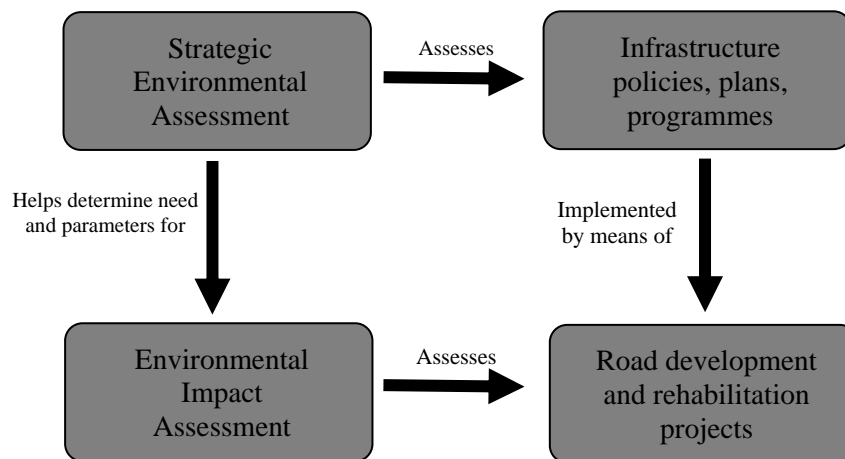 Strategic
Environmental
Assessment
Assesses
Infrastructure
policies, plans,
programmes
Helps determine need
and parameters for
Implemented
by means of
Environmental
Impact
Assessment
Assesses
Road development
and rehabilitation
projects